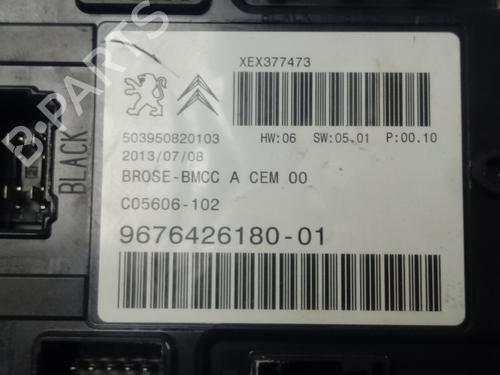 BLACK
XEX377473
503950820103 HW:06 SW:05.01 P:00.10
2013/07/08
BROSE-BMCC A CEM 00
C05606-102
9676426180-01
BLACK
B-PARTS